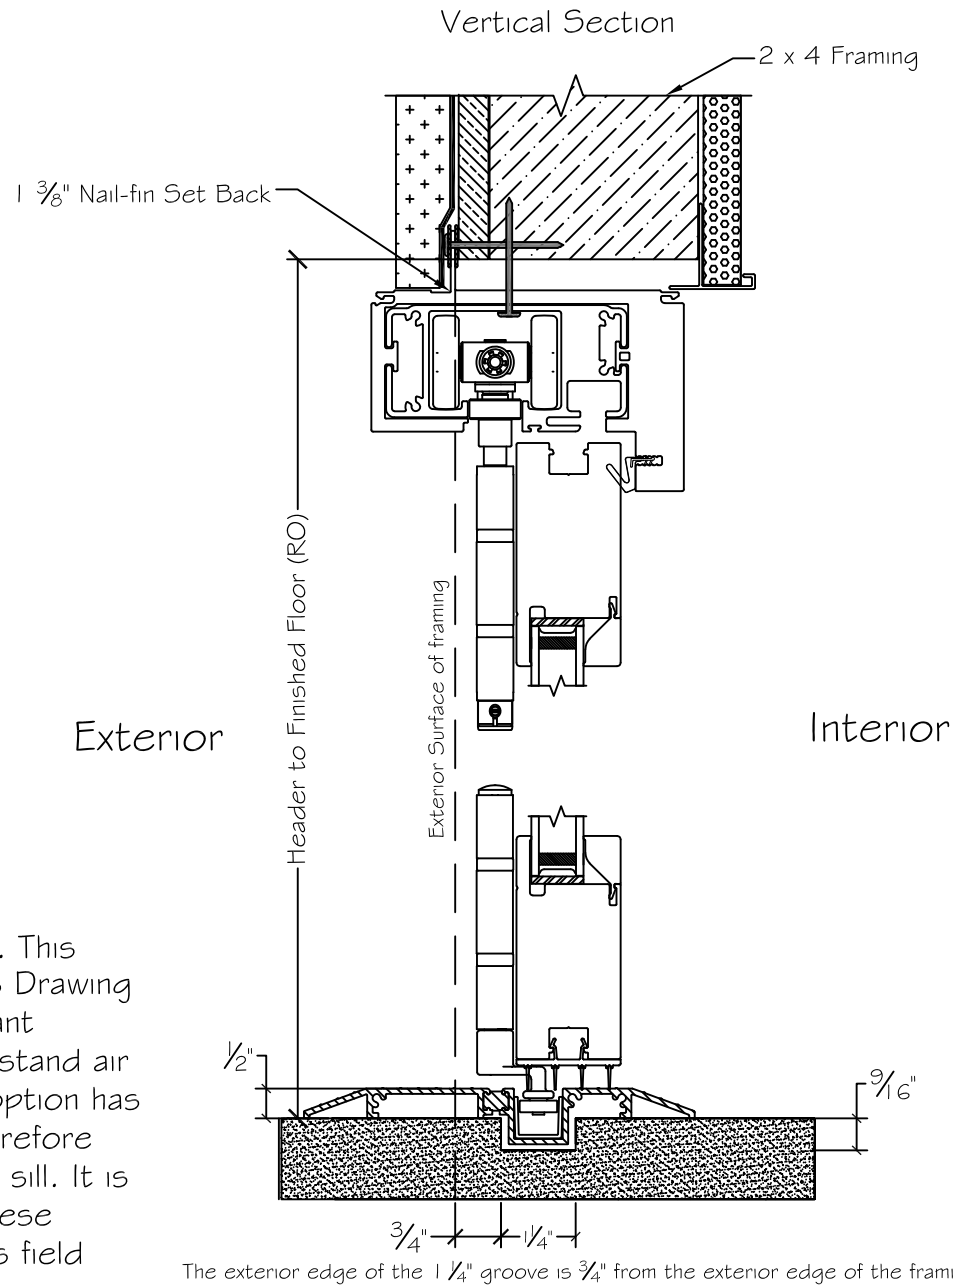 Vertical Section
2 x 4 Framing
1 3/8" Nail-fin Set Back
Header to Finished Floor (RO)
Exterior Surface of framing
Exterior
Interior
. This
Drawing
ant
stand air
option has
refore
sill. It is
ese
field
1/2"
9/16"
3/4"
1 1/4"
The exterior edge of the 1 1/4" groove is 3/4" from the exterior edge of the frami